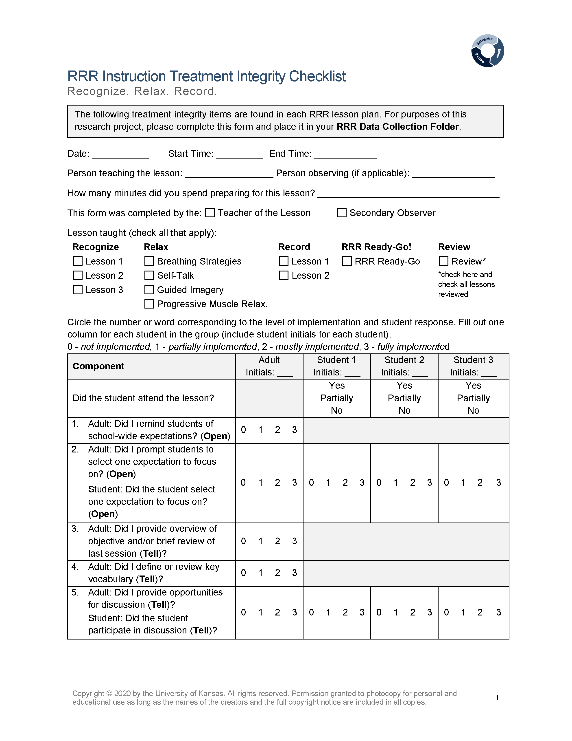 RRR Instruction Treatment Integrity Checklist
Recognize. Relax. Record.
The following treatment integrity items are found in each RRR lesson plan. For purposes of this
research project, please complete this form and place it in your RRR Data Collection Folder.
Date: ___________ Start Time: _________ End Time: ____________
Person teaching the lesson: _________________ Person observing (if applicable): ________________
How many minutes did you spend preparing for this lesson? ___________________________________
This form was completed by the: ☐ Teacher of the Lesson ☐ Secondary Observer
Lesson taught (check all that apply):
Recognize Relax Record RRR Ready-Go! Review
☐ Lesson 1 ☐ Breathing Strategies ☐ Lesson 1 ☐ RRR Ready-Go ☐ Review*
☐ Lesson 2 ☐ Self-Talk ☐ Lesson 2 *check here and
☐ Lesson 3 ☐ Guided Imagery check all lessons
reviewed
☐ Progressive Muscle Relax.
Circle the number or word corresponding to the level of implementation and student response. Fill out one
column for each student in the group (include student initials for each student).
0 - not implemented, 1 - partially implemented, 2 - mostly implemented, 3 - fully implemented
Component Adult Student 1 Student 2 Student 3
Initials: ___ Initials: ___ Initials: ___ Initials: ___
Did the student attend the lesson? Yes Yes Yes
Partially Partially Partially
No No No
1. Adult: Did I remind students of
school-wide expectations? (Open) 0 1 2 3
2. Adult: Did I prompt students to
select one expectation to focus
on? (Open)
Student: Did the student select
one expectation to focus on?
(Open)
0 1 2 3 0 1 2 3 0 1 2 3 0 1 2 3
3. Adult: Did I provide overview of
objective and/or brief review of
last session (Tell)?
0 1 2 3
4. Adult: Did I define or review key
vocabulary (Tell)?
0 1 2 3
5. Adult: Did I provide opportunities
for discussion (Tell)?
Student: Did the student
participate in discussion (Tell)?
0 1 2 3 0 1 2 3 0 1 2 3 0 1 2 3
Copyright © 2020 by the University of Kansas. All rights reserved. Permission granted to photocopy for personal and
educational use as long as the names of the creators and the full copyright notice are included in all copies.
1